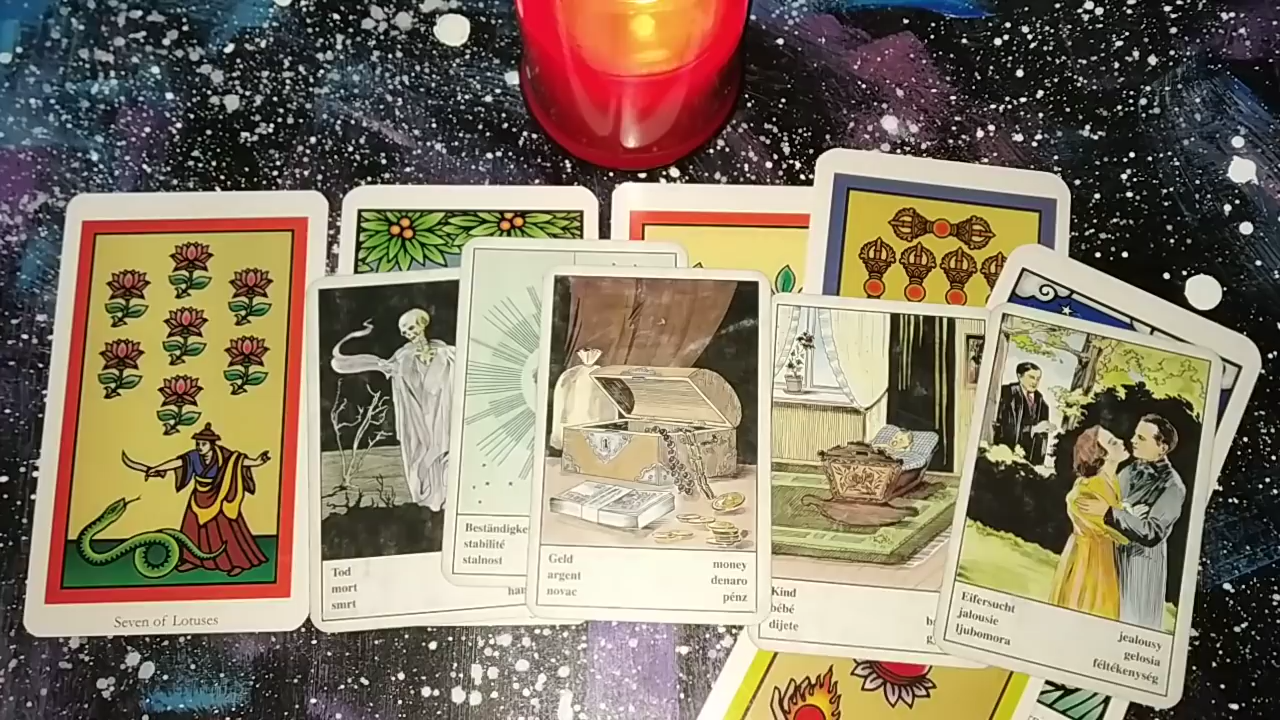 Seven of Lotuses
Tod
mort
smrt
Beständigke
stabilité
stalnost
Geld
argent
novac
money
denaro
pénz
Kind
bébé
dijete
Eifersucht
jalousie
ljubomora
jealousy
gelosia
féltékenység